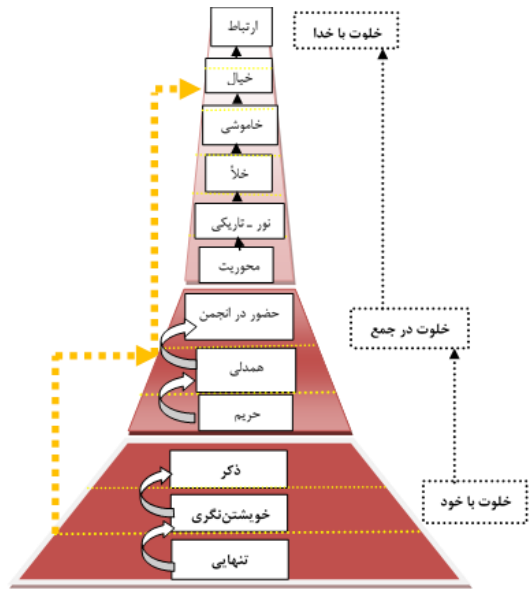 ارتباط
خلوت با خدا
خیال
خاموشی
خلأ
نور ـ تاریکی
محوریت
حضور در انجمن
خلوت در جمع
همدلی
حریم
ذکر
خلوت با خود
خویشتن‌نگری
تنهایی